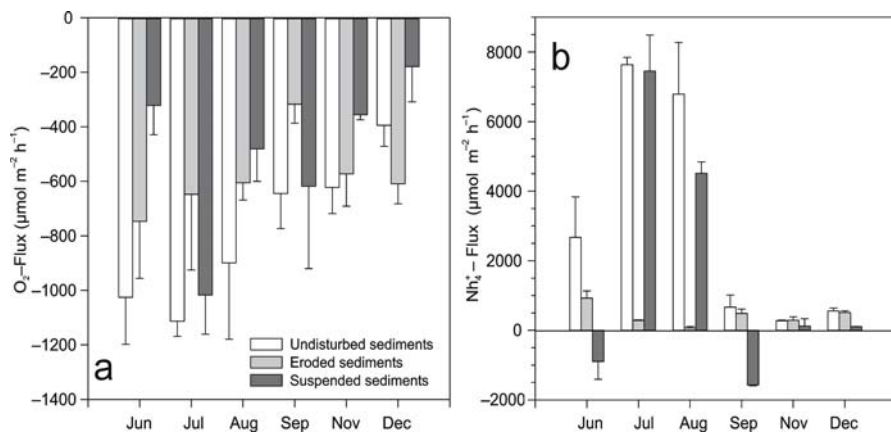 0
−200
−400
−600
−800
−1000
−1200
−1400
O₂–Flux (μmol m⁻² h⁻¹)
a
Undisturbed sediments
Eroded sediments
Suspended sediments
Jun Jul Aug Sep Nov Dec
b
8000
6000
4000
2000
0
−2000
Nh₄⁺– Flux (μmol m⁻² h⁻¹)
Jun Jul Aug Sep Nov Dec